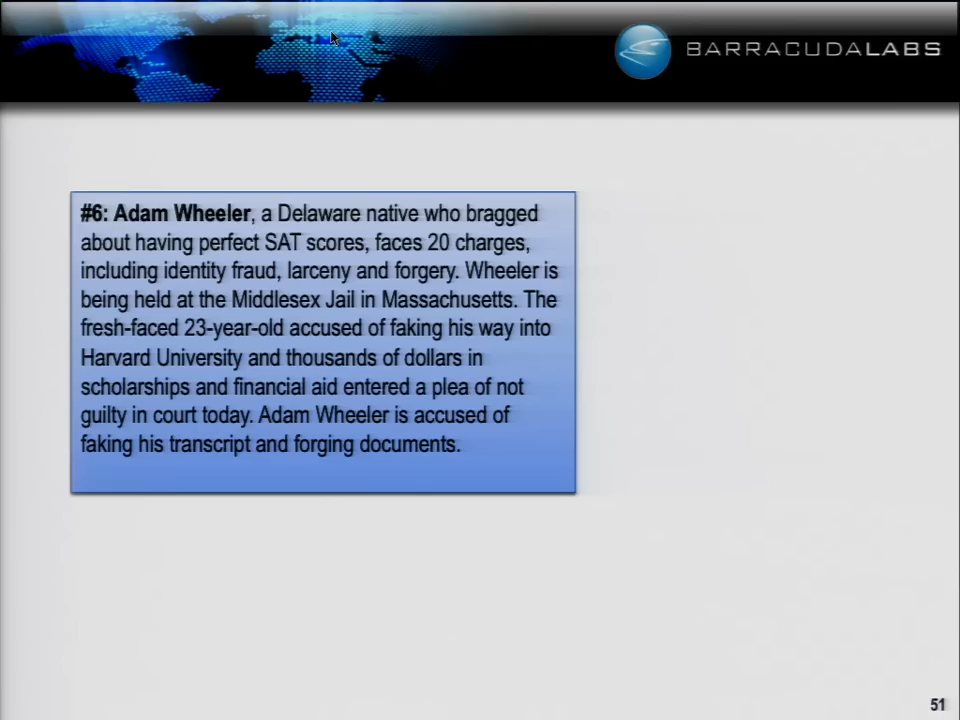 BARRACUDALABS
#6: Adam Wheeler, a Delaware native who bragged
about having perfect SAT scores, faces 20 charges,
including identity fraud, larceny and forgery. Wheeler is
being held at the Middlesex Jail in Massachusetts. The
fresh-faced 23-year-old accused of faking his way into
Harvard University and thousands of dollars in
scholarships and financial aid entered a plea of not
guilty in court today. Adam Wheeler is accused of
faking his transcript and forging documents.
51